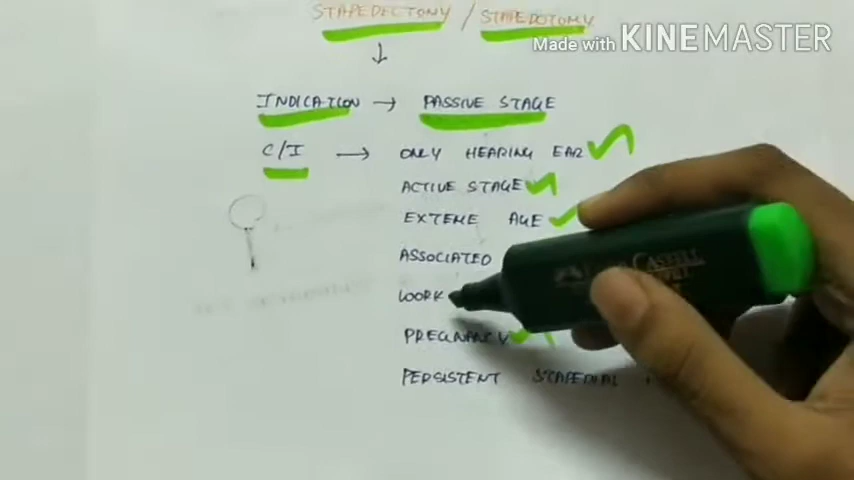 STAPEDECTONY / STAPEDOTOMY
Made with KINEMASTER
INDICATION → PASSIVE STAGE
C/I → ONLY HEARING EAR
ACTIVE STAGE
EXTEME AGE
ASSOCIATED
WORK
PREGNANCY
PERSISTENT STAPEDIAL